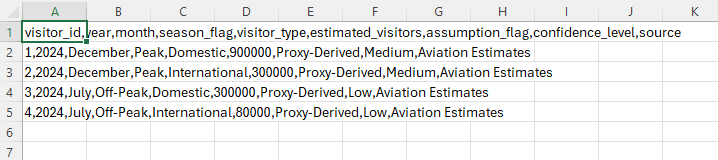 A B C D E F G H I J K
1 visitor_id,year,month,season_flag,visitor_type,estimated_visitors,assumption_flag,confidence_level,source
2 1,2024,December,Peak,Domestic,900000,Proxy-Derived,Medium,Aviation Estimates
3 2,2024,December,Peak,International,300000,Proxy-Derived,Medium,Aviation Estimates
4 3,2024,July,Off-Peak,Domestic,300000,Proxy-Derived,Low,Aviation Estimates
5 4,2024,July,Off-Peak,International,80000,Proxy-Derived,Low,Aviation Estimates
6
7